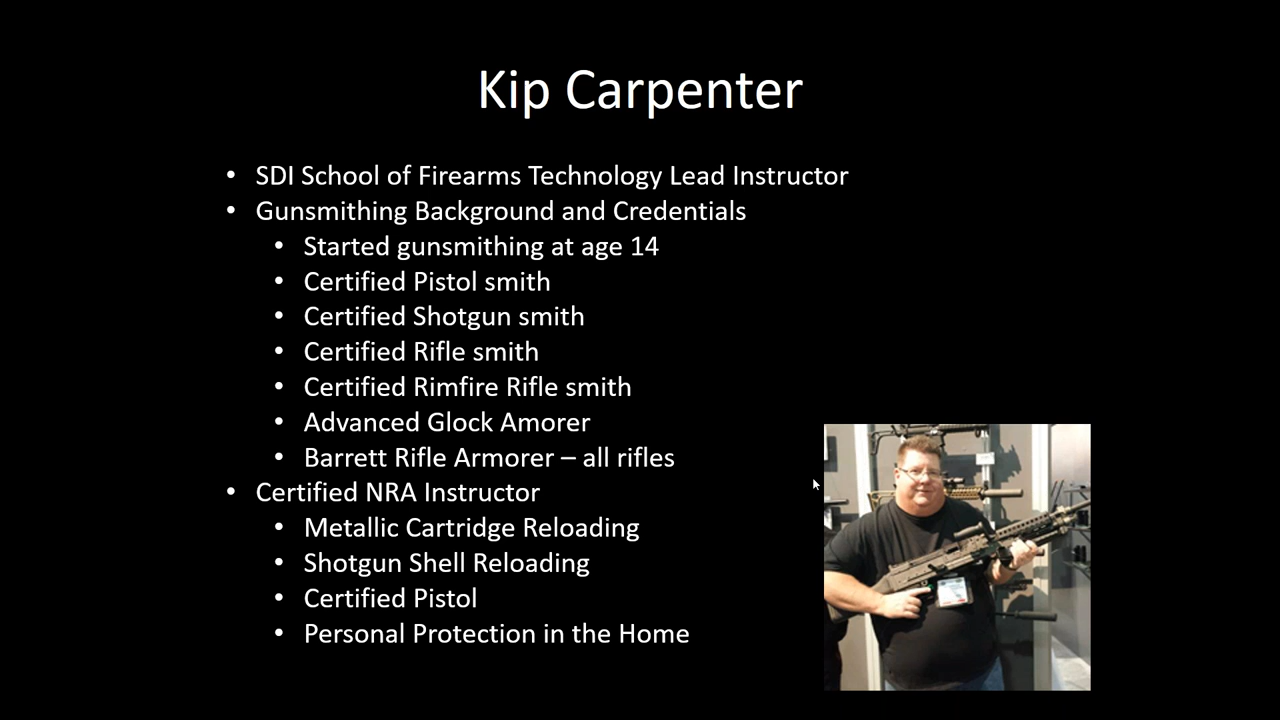 Kip Carpenter
• SDI School of Firearms Technology Lead Instructor
• Gunsmithing Background and Credentials
• Started gunsmithing at age 14
• Certified Pistol smith
• Certified Shotgun smith
• Certified Rifle smith
• Certified Rimfire Rifle smith
• Advanced Glock Amorer
• Barrett Rifle Armorer – all rifles
• Certified NRA Instructor
• Metallic Cartridge Reloading
• Shotgun Shell Reloading
• Certified Pistol
• Personal Protection in the Home